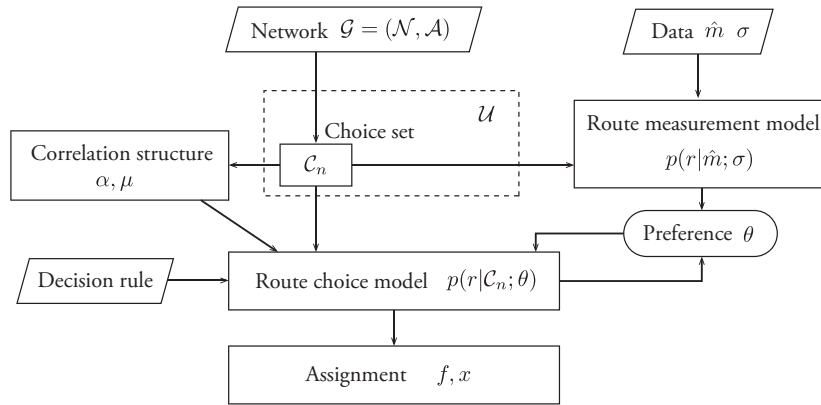 Network 𝒢 = (𝒩, 𝒜)
Data m̂ σ
𝒰
Choice set
𝒞ₙ
Route measurement model
p(r|m̂; σ)
Correlation structure
α, μ
Preference θ
Decision rule
Route choice model p(r|𝒞ₙ; θ)
Assignment f, x